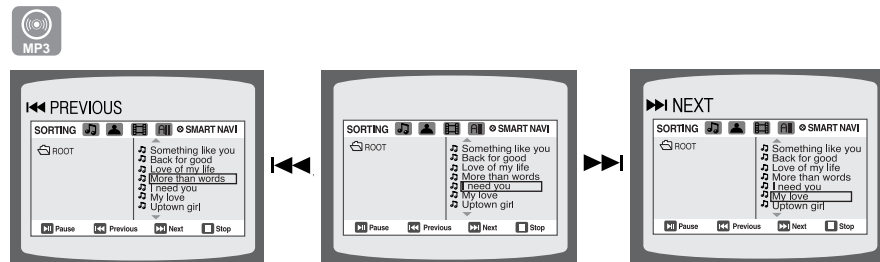 MP3
PREVIOUS
SORTING All SMART NAVI
ROOT
Something like you
Back for good
Love of my life
More than words
I need you
My love
Uptown girl
Pause Previous Next Stop
SORTING All SMART NAVI
ROOT
Something like you
Back for good
Love of my life
More than words
I need you
My love
Uptown girl
Pause Previous Next Stop
NEXT
SORTING All SMART NAVI
ROOT
Something like you
Back for good
Love of my life
More than words
I need you
My love
Uptown girl
Pause Previous Next Stop